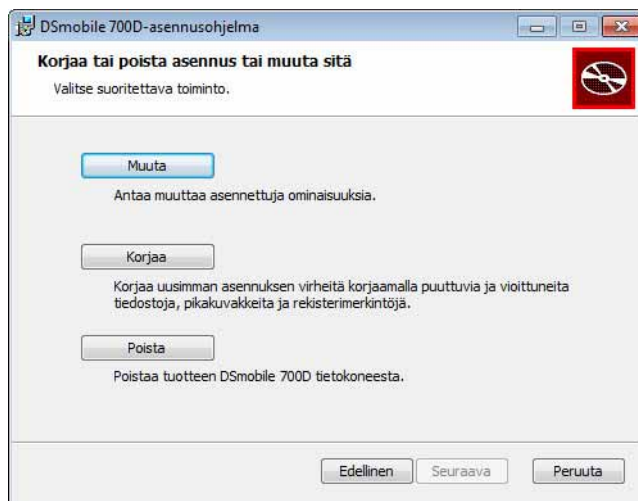 DSmobile 700D-asennusohjelma
Korjaa tai poista asennus tai muuta sitä
Valitse suoritettava toiminto.
Muuta
Antaa muuttaa asennettuja ominaisuuksia.
Korjaa
Korjaa uusimman asennuksen virheitä korjaamalla puuttuvia ja vioittuneita
tiedostoja, pikakuvakkeita ja rekisterimerkintöjä.
Poista
Poistaa tuotteen DSmobile 700D tietokoneesta.
Edellinen Seuraava Peruuta